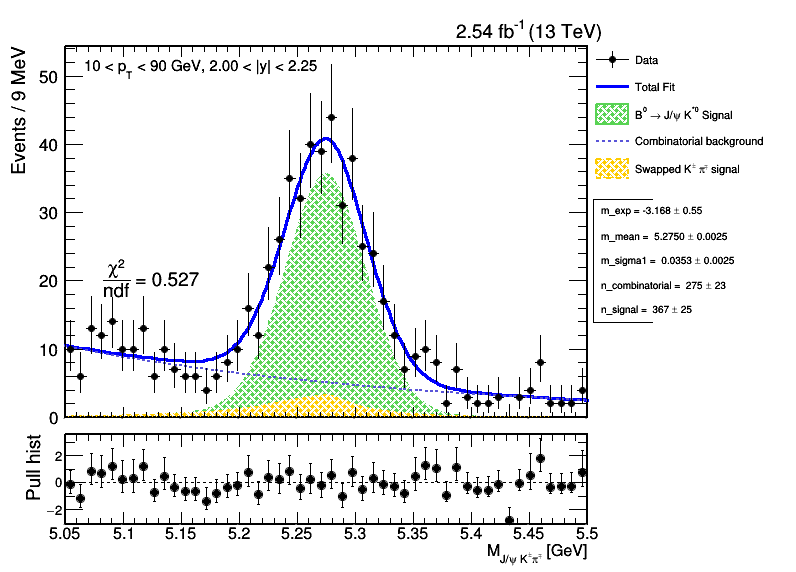 2.54 fb⁻¹ (13 TeV)
Events / 9 MeV
10 < p_T < 90 GeV, 2.00 < |y| < 2.25
50
40
30
20
10
0
χ²/ndf = 0.527
Data
Total Fit
B⁰ → J/ψ K*⁰ Signal
Combinatorial background
Swapped K± π∓ signal
m_exp = -3.168 ± 0.55
m_mean = 5.2750 ± 0.0025
m_sigma1 = 0.0353 ± 0.0025
n_combinatorial = 275 ± 23
n_signal = 367 ± 25
Pull hist
2
0
−2
5.05 5.1 5.15 5.2 5.25 5.3 5.35 5.4 5.45 5.5
M_J/ψ K± π∓ [GeV]